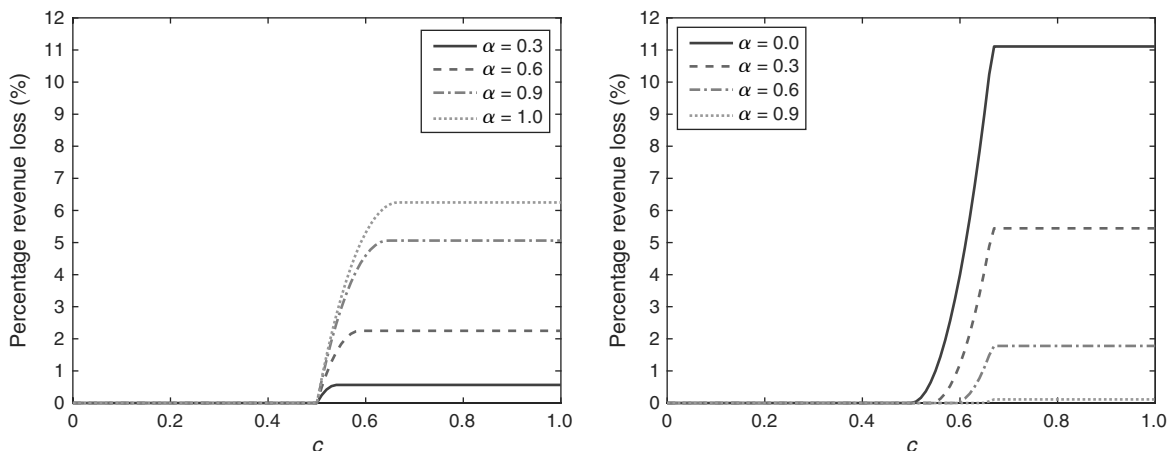 12
11
10
9
8
7
6
5
4
3
2
1
0
Percentage revenue loss (%)
α = 0.3
α = 0.6
α = 0.9
α = 1.0
0 0.2 0.4 0.6 0.8 1.0
c
12
11
10
9
8
7
6
5
4
3
2
1
0
Percentage revenue loss (%)
α = 0.0
α = 0.3
α = 0.6
α = 0.9
0 0.2 0.4 0.6 0.8 1.0
c